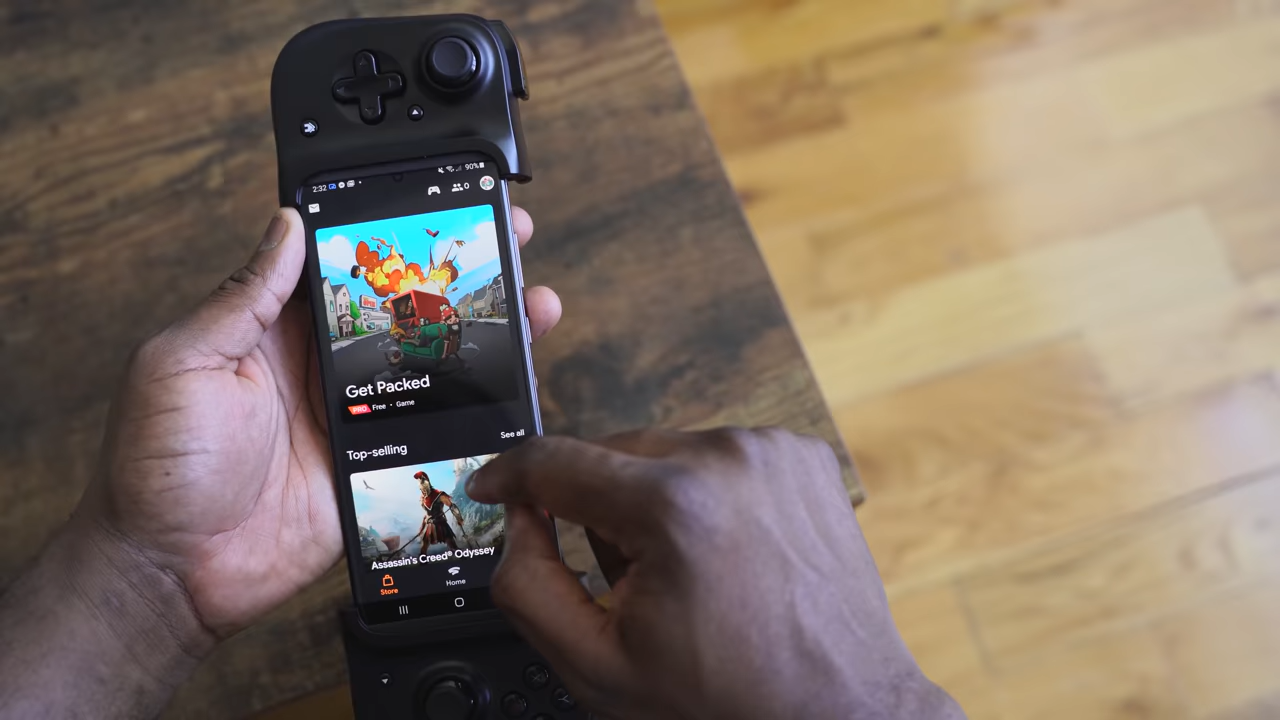 2:32
90%
0
Get Packed
PRO Free • Game
Top-selling
See all
Assassin's Creed® Odyssey
Store
Home